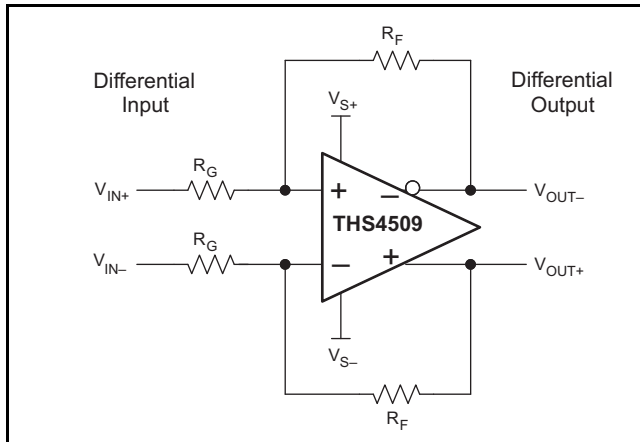 R_F
Differential
Input
Differential
Output
V_S+
R_G
V_IN+
+
−
V_OUT−
THS4509
R_G
V_IN−
−
+
V_OUT+
V_S−
R_F